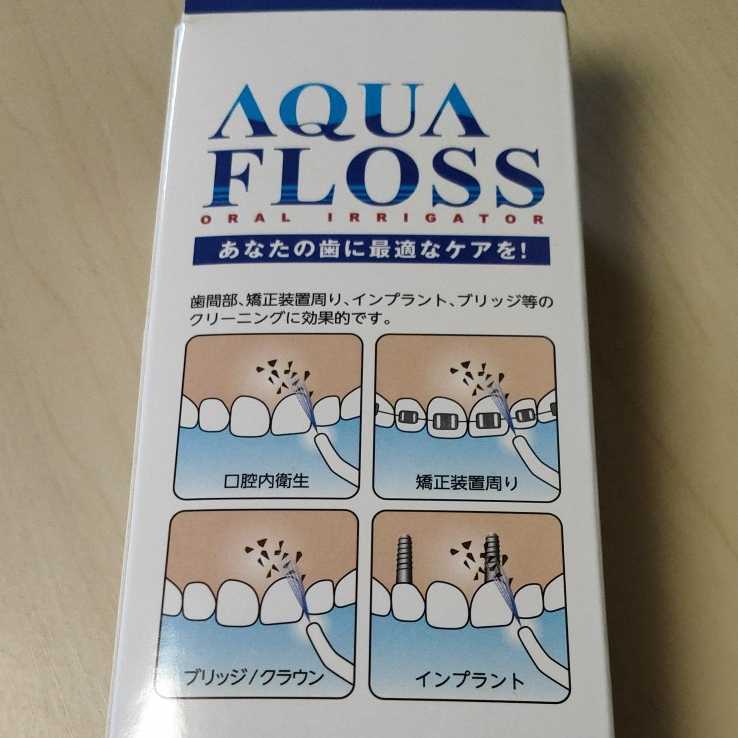 AQUA
FLOSS
ORAL IRRIGATOR
あなたの歯に最適なケアを!
歯間部、矯正装置周り、インプラント、ブリッジ等の
クリーニングに効果的です。
口腔内衛生
矯正装置周り
ブリッジ/クラウン
インプラント